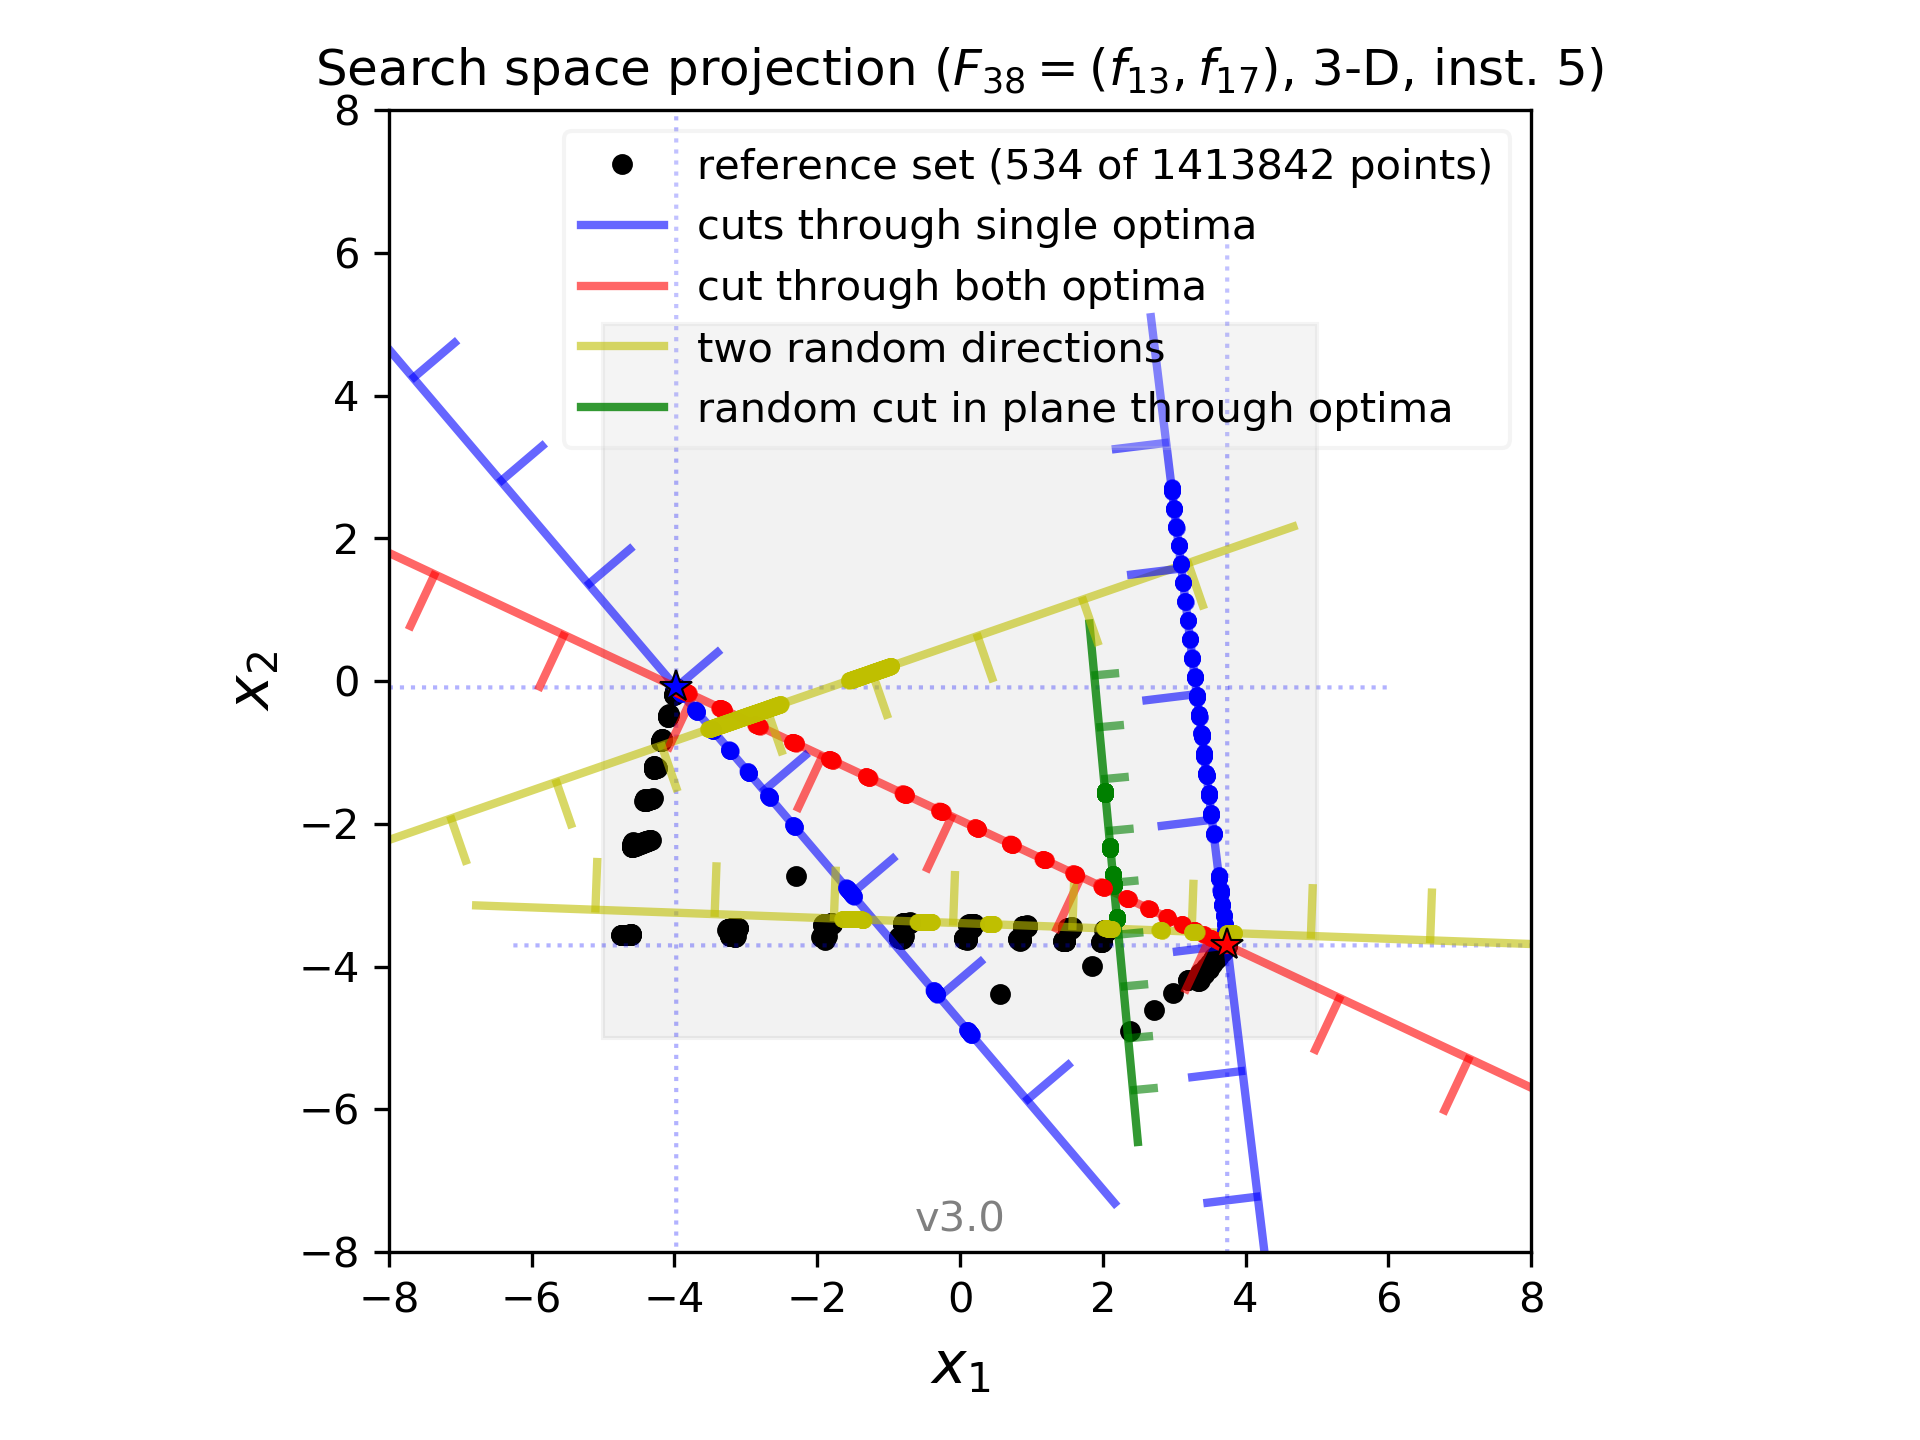 Search space projection (F₃₈ = (f₁₃, f₁₇), 3-D, inst. 5)
reference set (534 of 1413842 points)
cuts through single optima
cut through both optima
two random directions
random cut in plane through optima
8
6
4
2
0
−2
−4
−6
−8
x₂
v3.0
−8 −6 −4 −2 0 2 4 6 8
x₁